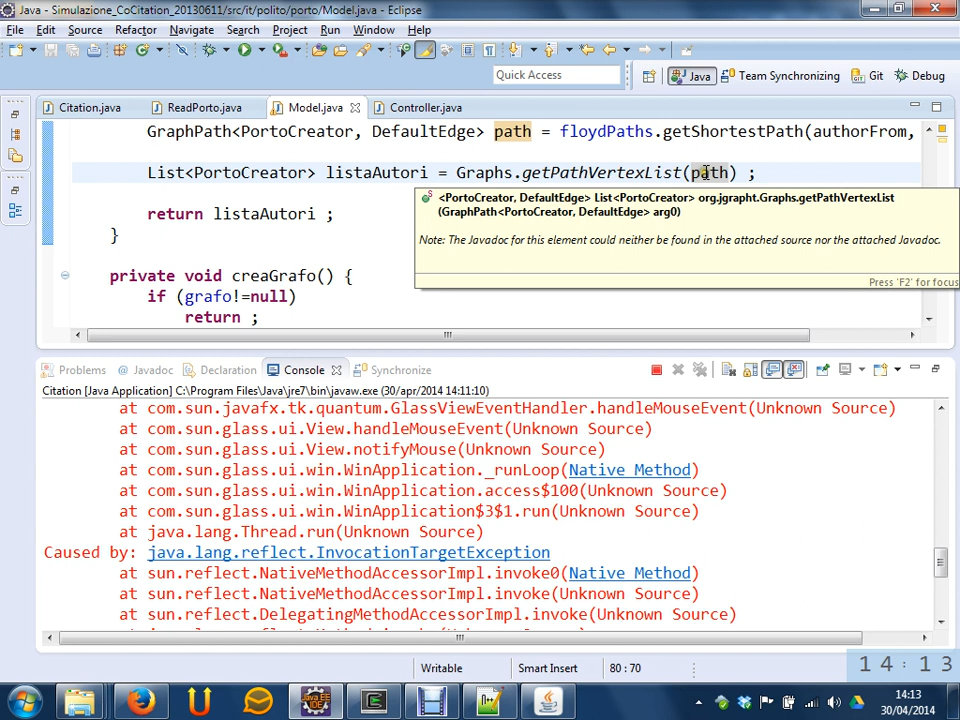 Java - Simulazione_CoCitation_20130611/src/it/polito/porto/Model.java - Eclipse
File Edit Source Refactor Navigate Search Project Run Window Help
Quick Access
Java Team Synchronizing Git Debug
Citation.java ReadPorto.java Model.java Controller.java
GraphPath<PortoCreator, DefaultEdge> path = floydPaths.getShortestPath(authorFrom,
List<PortoCreator> listaAutori = Graphs.getPathVertexList(path) ;
<PortoCreator, DefaultEdge> List<PortoCreator> org.jgrapht.Graphs.getPathVertexList
(GraphPath<PortoCreator, DefaultEdge> arg0)
return listaAutori ;
Note: The Javadoc for this element could neither be found in the attached source nor the attached Javadoc.
}
private void creaGrafo() {
Press 'F2' for focus
if (grafo!=null)
return ;
Problems @ Javadoc Declaration Console Synchronize
Citation [Java Application] C:\Program Files\Java\jre7\bin\javaw.exe (30/apr/2014 14:11:10)
at com.sun.javafx.tk.quantum.GlassViewEventHandler.handleMouseEvent(Unknown Source)
at com.sun.glass.ui.View.handleMouseEvent(Unknown Source)
at com.sun.glass.ui.View.notifyMouse(Unknown Source)
at com.sun.glass.ui.win.WinApplication._runLoop(Native Method)
at com.sun.glass.ui.win.WinApplication.access$100(Unknown Source)
at com.sun.glass.ui.win.WinApplication$3$1.run(Unknown Source)
at java.lang.Thread.run(Unknown Source)
Caused by: java.lang.reflect.InvocationTargetException
at sun.reflect.NativeMethodAccessorImpl.invoke0(Native Method)
at sun.reflect.NativeMethodAccessorImpl.invoke(Unknown Source)
at sun.reflect.DelegatingMethodAccessorImpl.invoke(Unknown Source)
Writable Smart Insert 80 : 70
14:13
14:13
30/04/2014